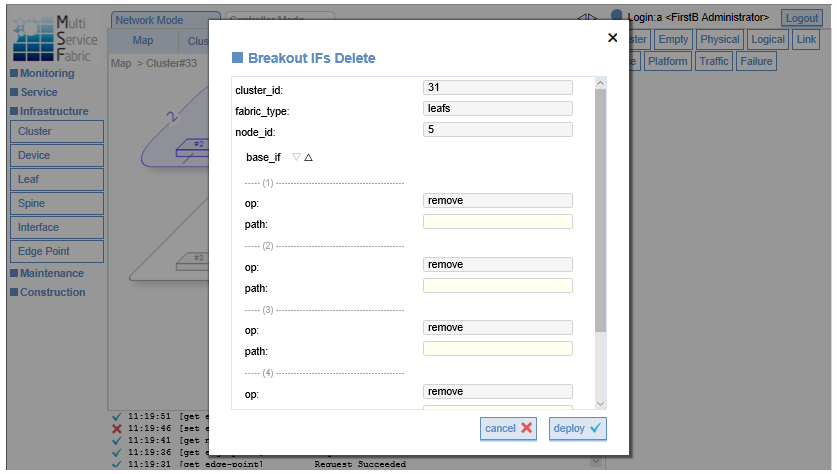 Multi
Service
Fabric
Network Mode
Controller Mode
Login:a <FirstB Administrator>
Logout
Map
Empty
Physical
Logical
Link
Platform
Traffic
Failure
Map > Cluster#33
Monitoring
Service
Infrastructure
Cluster
Device
Leaf
Spine
Interface
Edge Point
Maintenance
Construction
2
#2
#2
Breakout IFs Delete
cluster_id: 31
fabric_type: leafs
node_id: 5
base_if ▽ △
----- (1) --------------------------------
op: remove
path:
----- (2) --------------------------------
op: remove
path:
----- (3) --------------------------------
op: remove
path:
----- (4) --------------------------------
op: remove
cancel
deploy
11:19:51 [get e
11:19:46 [set e
11:19:41 [get
11:19:36 [get
11:19:31 [get edge-point] Request Succeeded